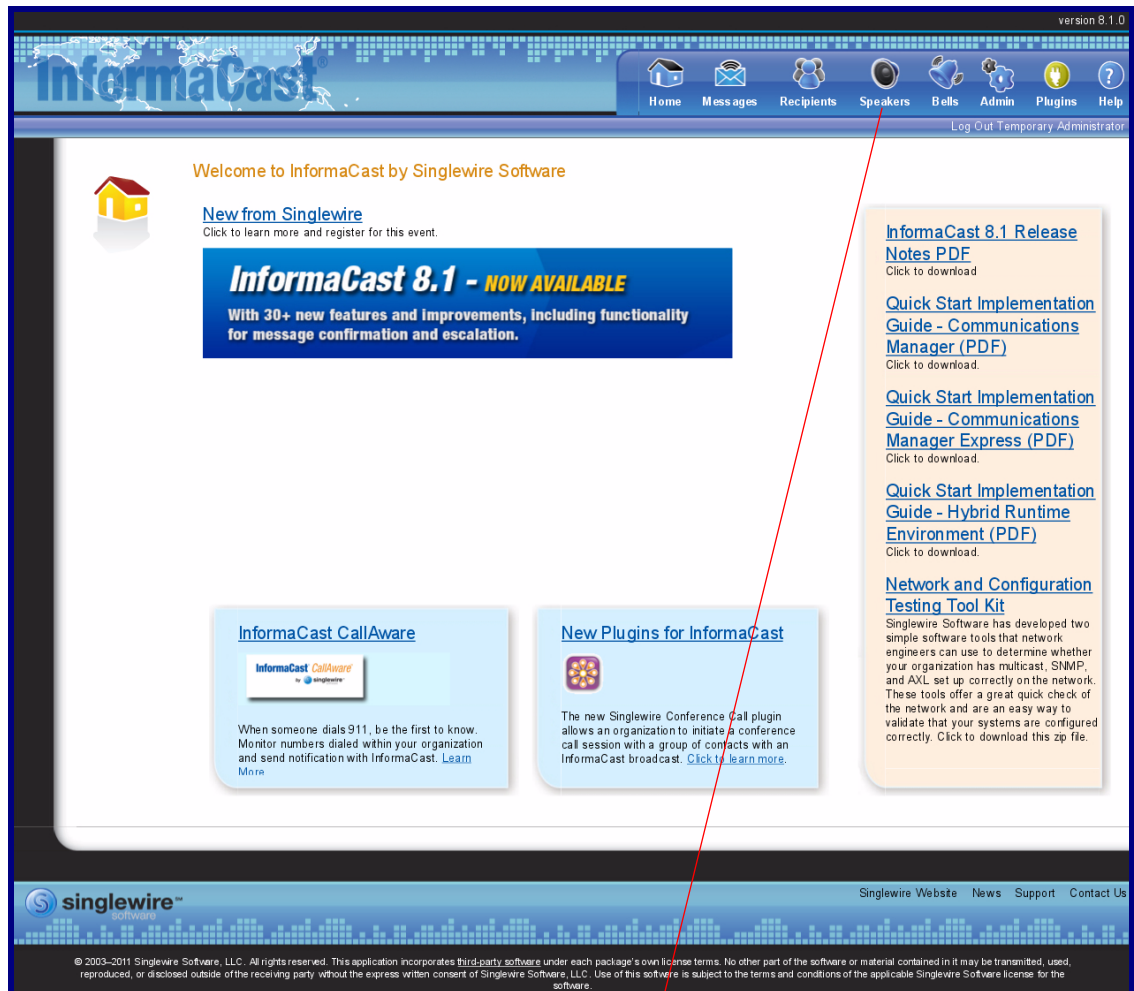 version 8.1.0
InformaCast®
Home Messages Recipients Speakers Bells Admin Plugins Help
Log Out Temporary Administrator
Welcome to InformaCast by Singlewire Software
New from Singlewire
Click to learn more and register for this event.
InformaCast 8.1 - NOW AVAILABLE
With 30+ new features and improvements, including functionality
for message confirmation and escalation.
InformaCast CallAware
InformaCast CallAware
by singlewire
When someone dials 911, be the first to know.
Monitor numbers dialed within your organization
and send notification with InformaCast. Learn
More
New Plugins for InformaCast
The new Singlewire Conference Call plugin
allows an organization to initiate a conference
call session with a group of contacts with an
InformaCast broadcast. Click to learn more.
InformaCast 8.1 Release
Notes PDF
Click to download
Quick Start Implementation
Guide - Communications
Manager (PDF)
Click to download.
Quick Start Implementation
Guide - Communications
Manager Express (PDF)
Click to download.
Quick Start Implementation
Guide - Hybrid Runtime
Environment (PDF)
Click to download.
Network and Configuration
Testing Tool Kit
Singlewire Software has developed two
simple software tools that network
engineers can use to determine whether
your organization has multicast, SNMP,
and AXL set up correctly on the network.
These tools offer a great quick check of
the network and are an easy way to
validate that your systems are configured
correctly. Click to download this zip file.
S singlewire℠
software
Singlewire Website News Support Contact Us
© 2003–2011 Singlewire Software, LLC. All rights reserved. This application incorporates third-party software under each package's own license terms. No other part of the software or material contained in it may be transmitted, used,
reproduced, or disclosed outside of the receiving party without the express written consent of Singlewire Software, LLC. Use of this software is subject to the terms and conditions of the applicable Singlewire Software license for the
software.